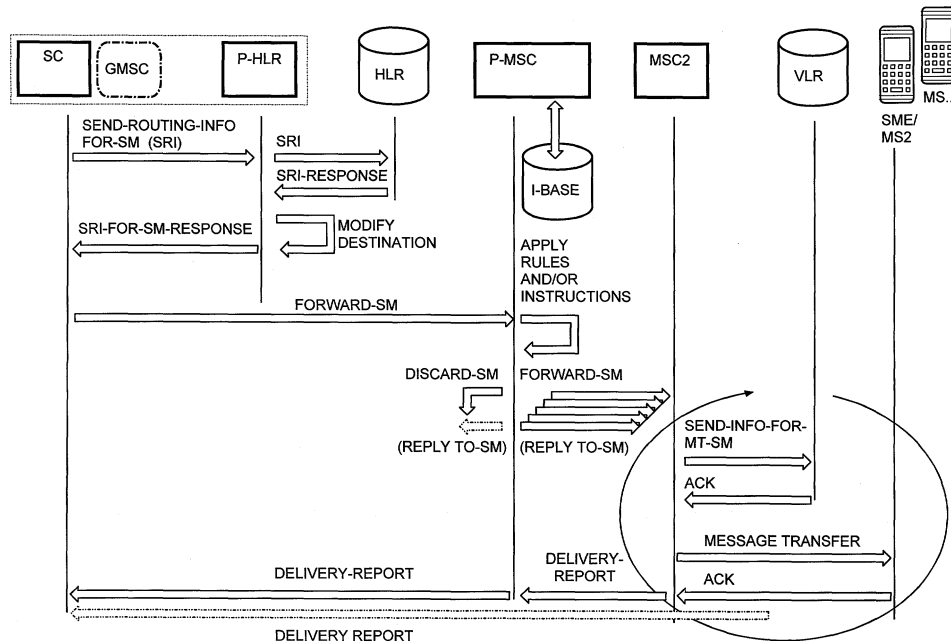 SC
GMSC
P-HLR
HLR
P-MSC
MSC2
VLR
MS.
SME/
MS2
SEND-ROUTING-INFO
FOR-SM (SRI)
SRI
SRI-RESPONSE
I-BASE
SRI-FOR-SM-RESPONSE
MODIFY
DESTINATION
APPLY
RULES
AND/OR
INSTRUCTIONS
FORWARD-SM
DISCARD-SM
FORWARD-SM
(REPLY TO-SM)
(REPLY TO-SM)
SEND-INFO-FOR-
MT-SM
ACK
MESSAGE TRANSFER
DELIVERY-REPORT
DELIVERY-
REPORT
ACK
DELIVERY REPORT